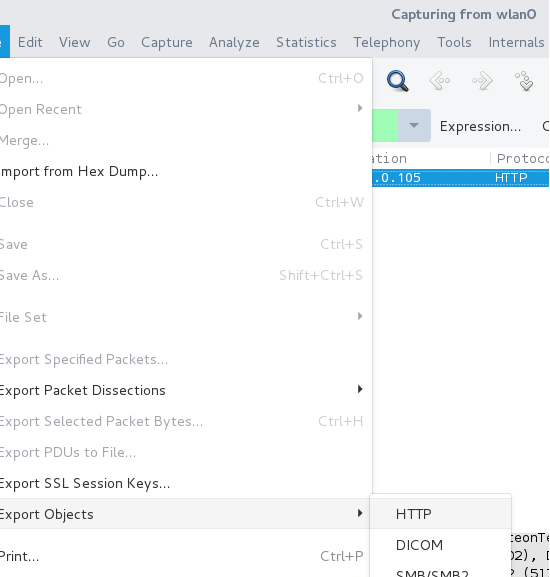 Capturing from wlan0
Edit View Go Capture Analyze Statistics Telephony Tools Internals
Open... Ctrl+O
Open Recent
Merge...
Import from Hex Dump...
Close Ctrl+W
Save Ctrl+S
Save As... Shift+Ctrl+S
File Set
Export Specified Packets...
Export Packet Dissections
Export Selected Packet Bytes... Ctrl+H
Export PDUs to File...
Export SSL Session Keys...
Export Objects
Print... Ctrl+P
HTTP
DICOM
SMB/SMB2
Expression... C
ation Protoco
.0.105 HTTP
eonTe
02), D